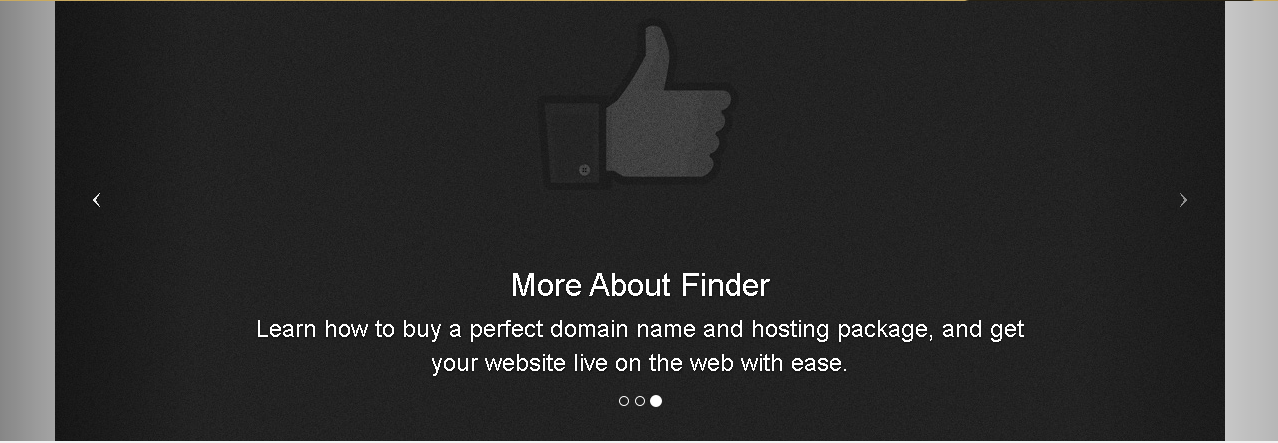 More About Finder
Learn how to buy a perfect domain name and hosting package, and get
your website live on the web with ease.